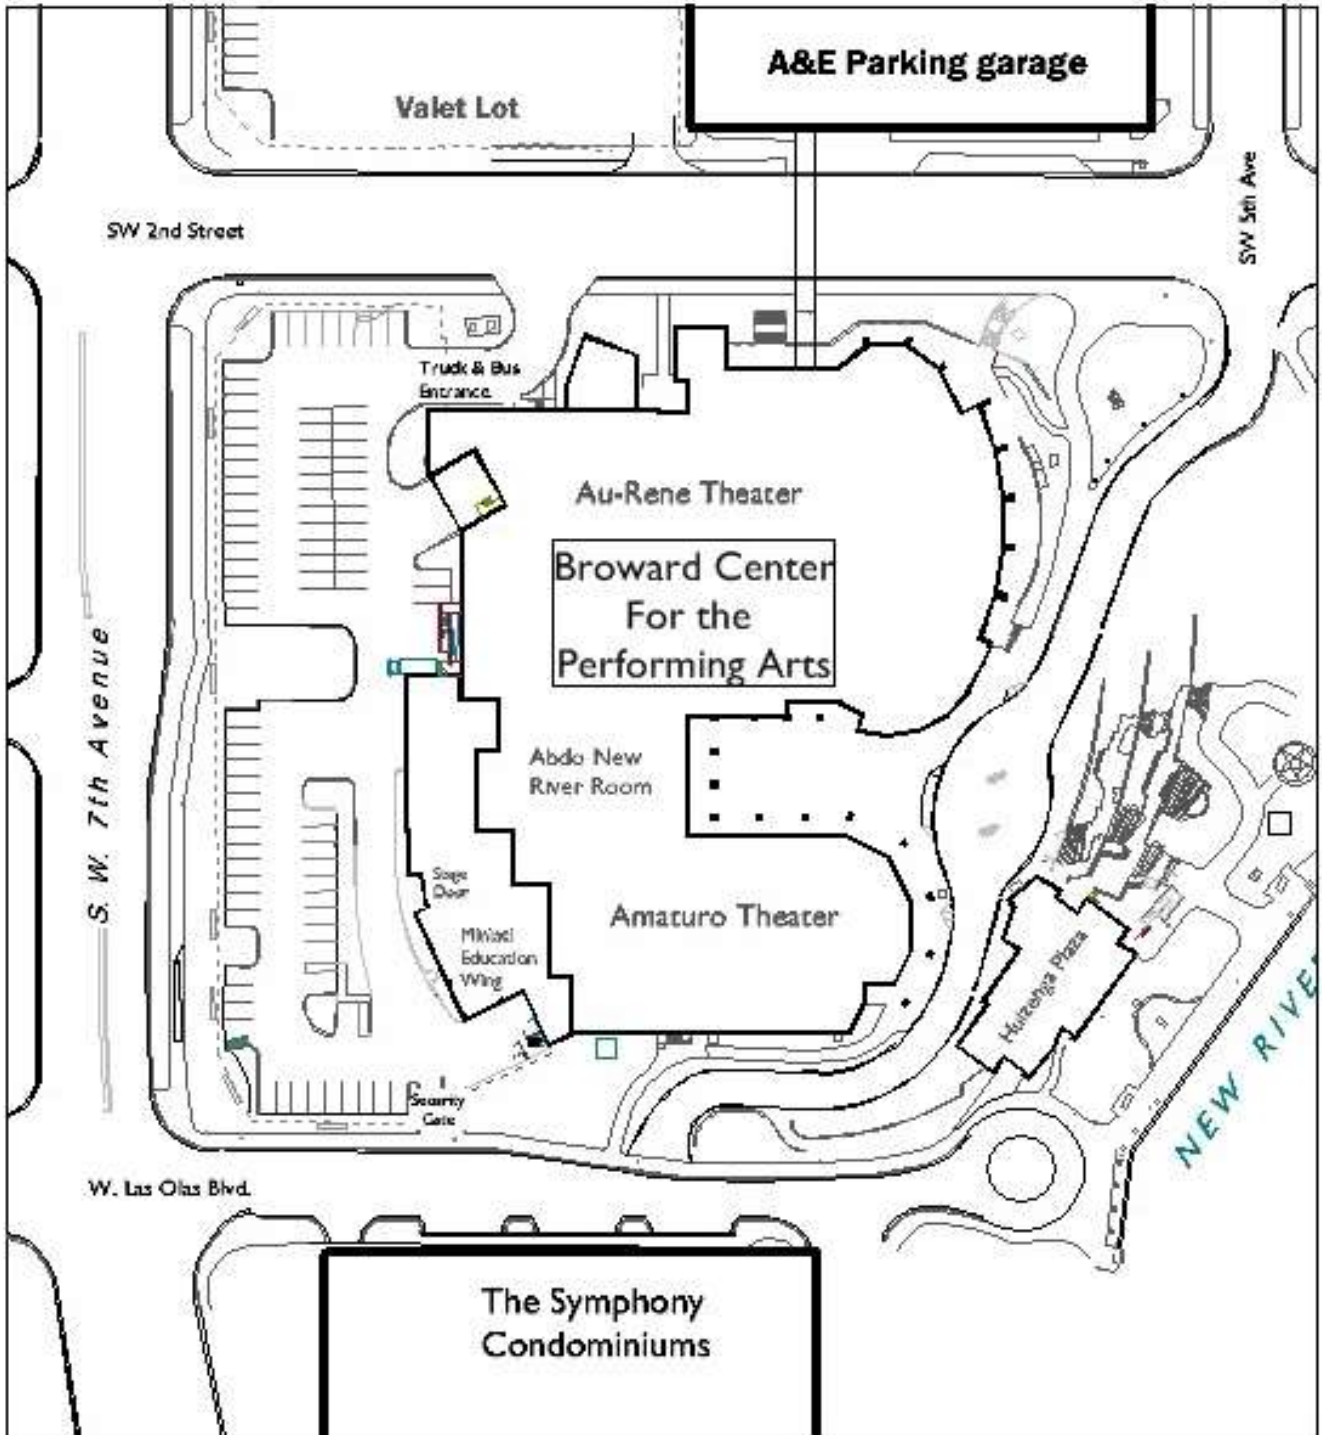 A&E Parking garage
Valet Lot
SW 5th Ave
SW 2nd Street
Truck & Bus
Entrance
Au-Rene Theater
Broward Center
For the
Performing Arts
S. W. 7th Avenue
Abdo New
River Room
Stage
Door
Amaturo Theater
Miniaci
Education
Wing
Huizenga Plaza
NEW RIVE
Security
Gate
W. Las Olas Blvd.
The Symphony
Condominiums